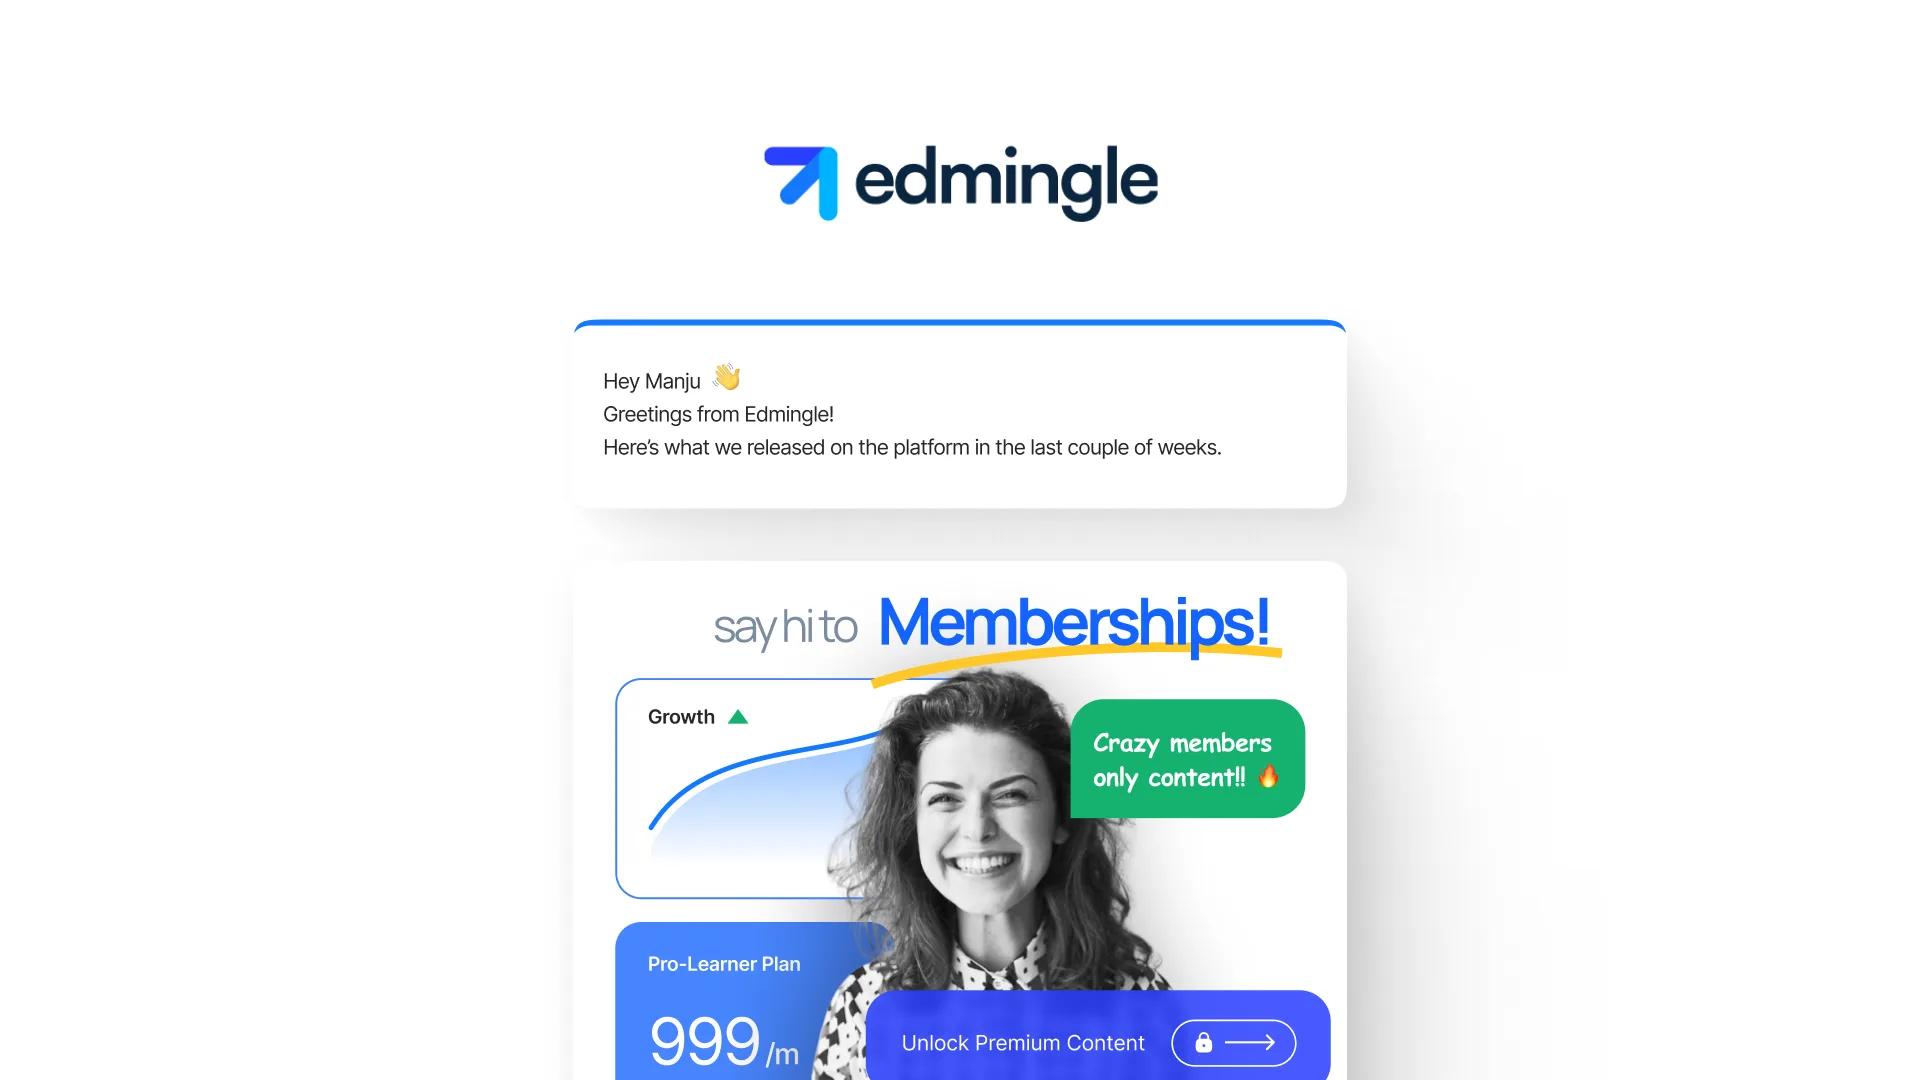 edmingle
Hey Manju 👋
Greetings from Edmingle!
Here’s what we released on the platform in the last couple of weeks.
say hi to Memberships!
Growth
Crazy members
only content!! 🔥
Pro-Learner Plan
999/m
Unlock Premium Content